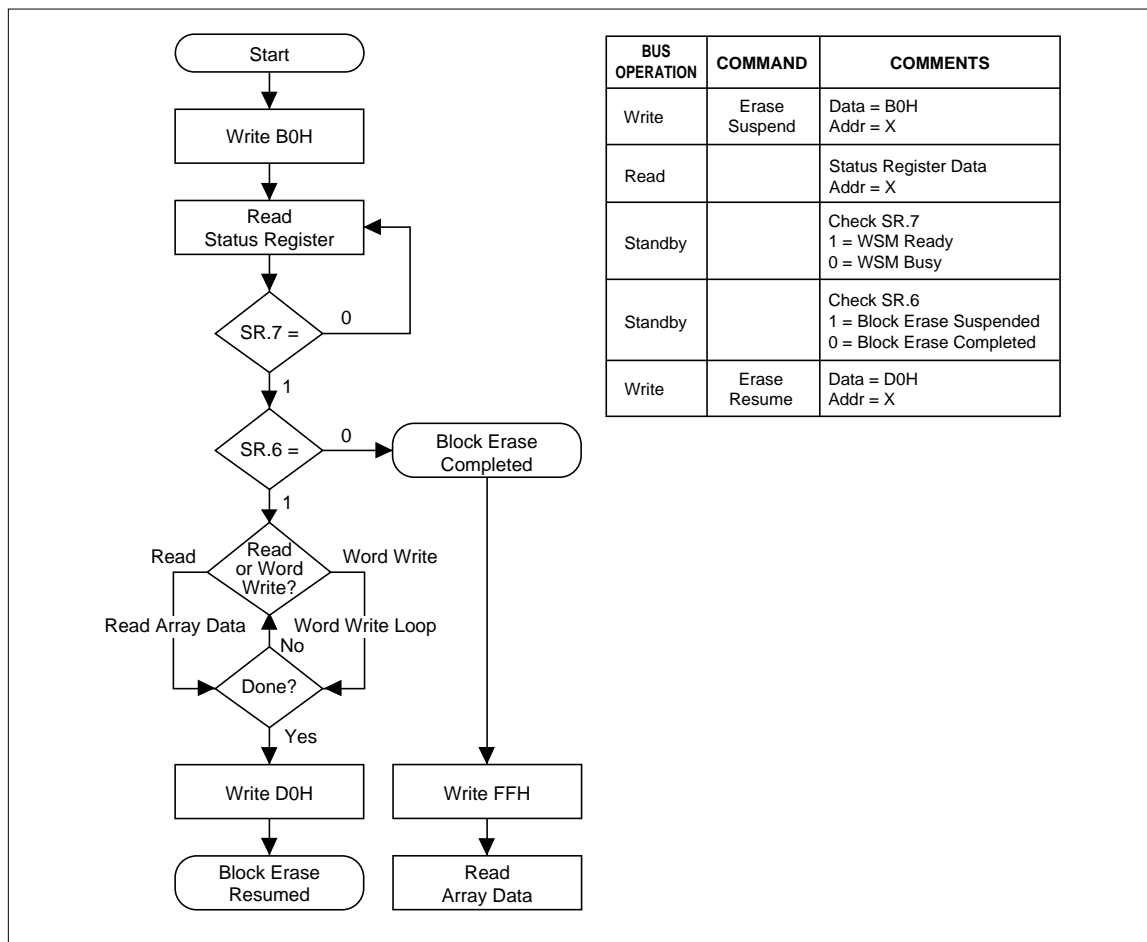 Start
Write B0H
Read
Status Register
SR.7 =
0
1
SR.6 =
0
Block Erase
Completed
1
Read
or Word
Write?
Read
Word Write
Read Array Data
Word Write Loop
No
Done?
Yes
Write D0H
Write FFH
Block Erase
Resumed
Read
Array Data
BUS
OPERATION
COMMAND
COMMENTS
Write
Erase
Suspend
Data = B0H
Addr = X
Read
Status Register Data
Addr = X
Standby
Check SR.7
1 = WSM Ready
0 = WSM Busy
Standby
Check SR.6
1 = Block Erase Suspended
0 = Block Erase Completed
Write
Erase
Resume
Data = D0H
Addr = X